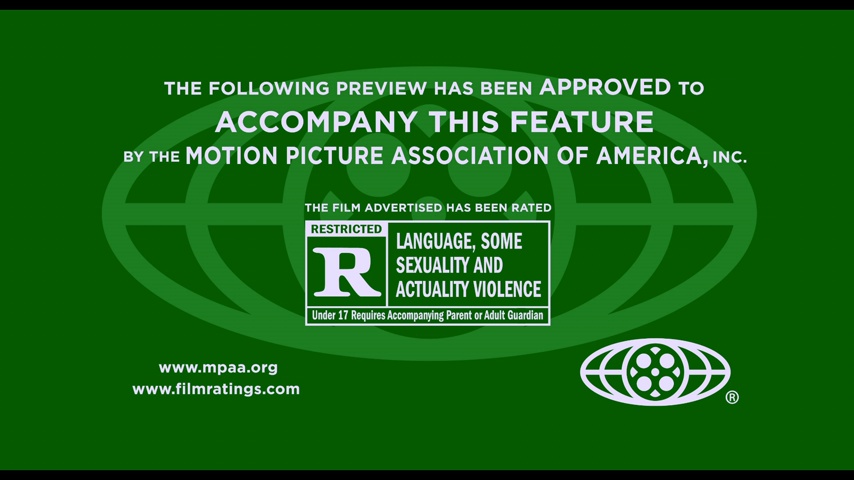 THE FOLLOWING PREVIEW HAS BEEN APPROVED TO
ACCOMPANY THIS FEATURE
BY THE MOTION PICTURE ASSOCIATION OF AMERICA, INC.
THE FILM ADVERTISED HAS BEEN RATED
RESTRICTED
R
LANGUAGE, SOME
SEXUALITY AND
ACTUALITY VIOLENCE
Under 17 Requires Accompanying Parent or Adult Guardian
www.mpaa.org
www.filmratings.com
®